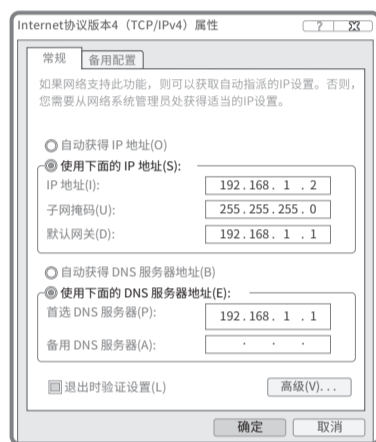 Internet协议版本4（TCP/IPv4）属性
?
常规
备用配置
如果网络支持此功能，则可以获取自动指派的IP设置。否则，
您需要从网络系统管理员处获得适当的IP设置。
自动获得 IP 地址(O)
使用下面的 IP 地址(S):
IP 地址(I): 192.168. 1 .2
子网掩码(U): 255.255.255.0
默认网关(D): 192.168. 1 .1
自动获得 DNS 服务器地址(B)
使用下面的 DNS 服务器地址(E):
首选 DNS 服务器(P): 192.168. 1 .1
备用 DNS 服务器(A): . . .
退出时验证设置(L)
高级(V)...
确定
取消